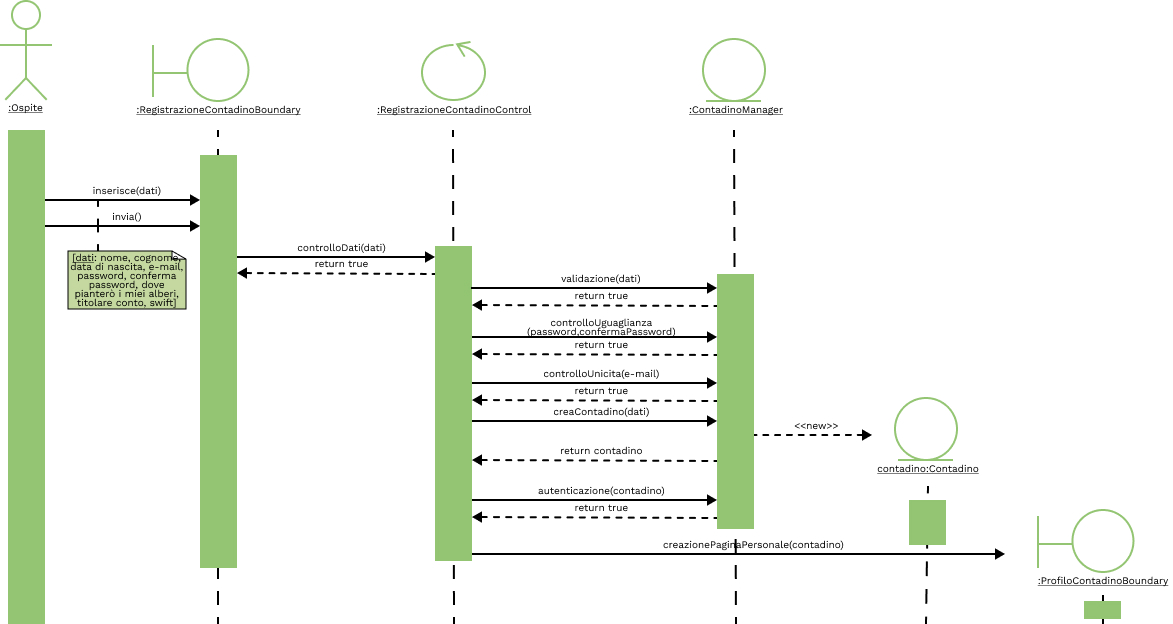 :Ospite
:RegistrazioneContadinoBoundary
:RegistrazioneContadinoControl
:ContadinoManager
inserisce(dati)
invia()
[dati: nome, cognome,
data di nascita, e-mail,
password, conferma
password, dove
pianterò i miei alberi,
titolare conto, swift]
controlloDati(dati)
return true
validazione(dati)
return true
controlloUguaglianza
(password,confermaPassword)
return true
controlloUnicita(e-mail)
return true
creaContadino(dati)
<<new>>
return contadino
contadino:Contadino
autenticazione(contadino)
return true
creazionePaginaPersonale(contadino)
:ProfiloContadinoBoundary